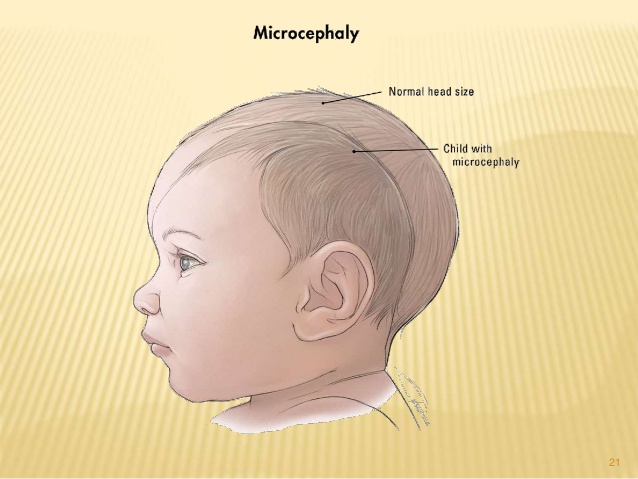 Microcephaly
Normal head size
Child with
microcephaly
21